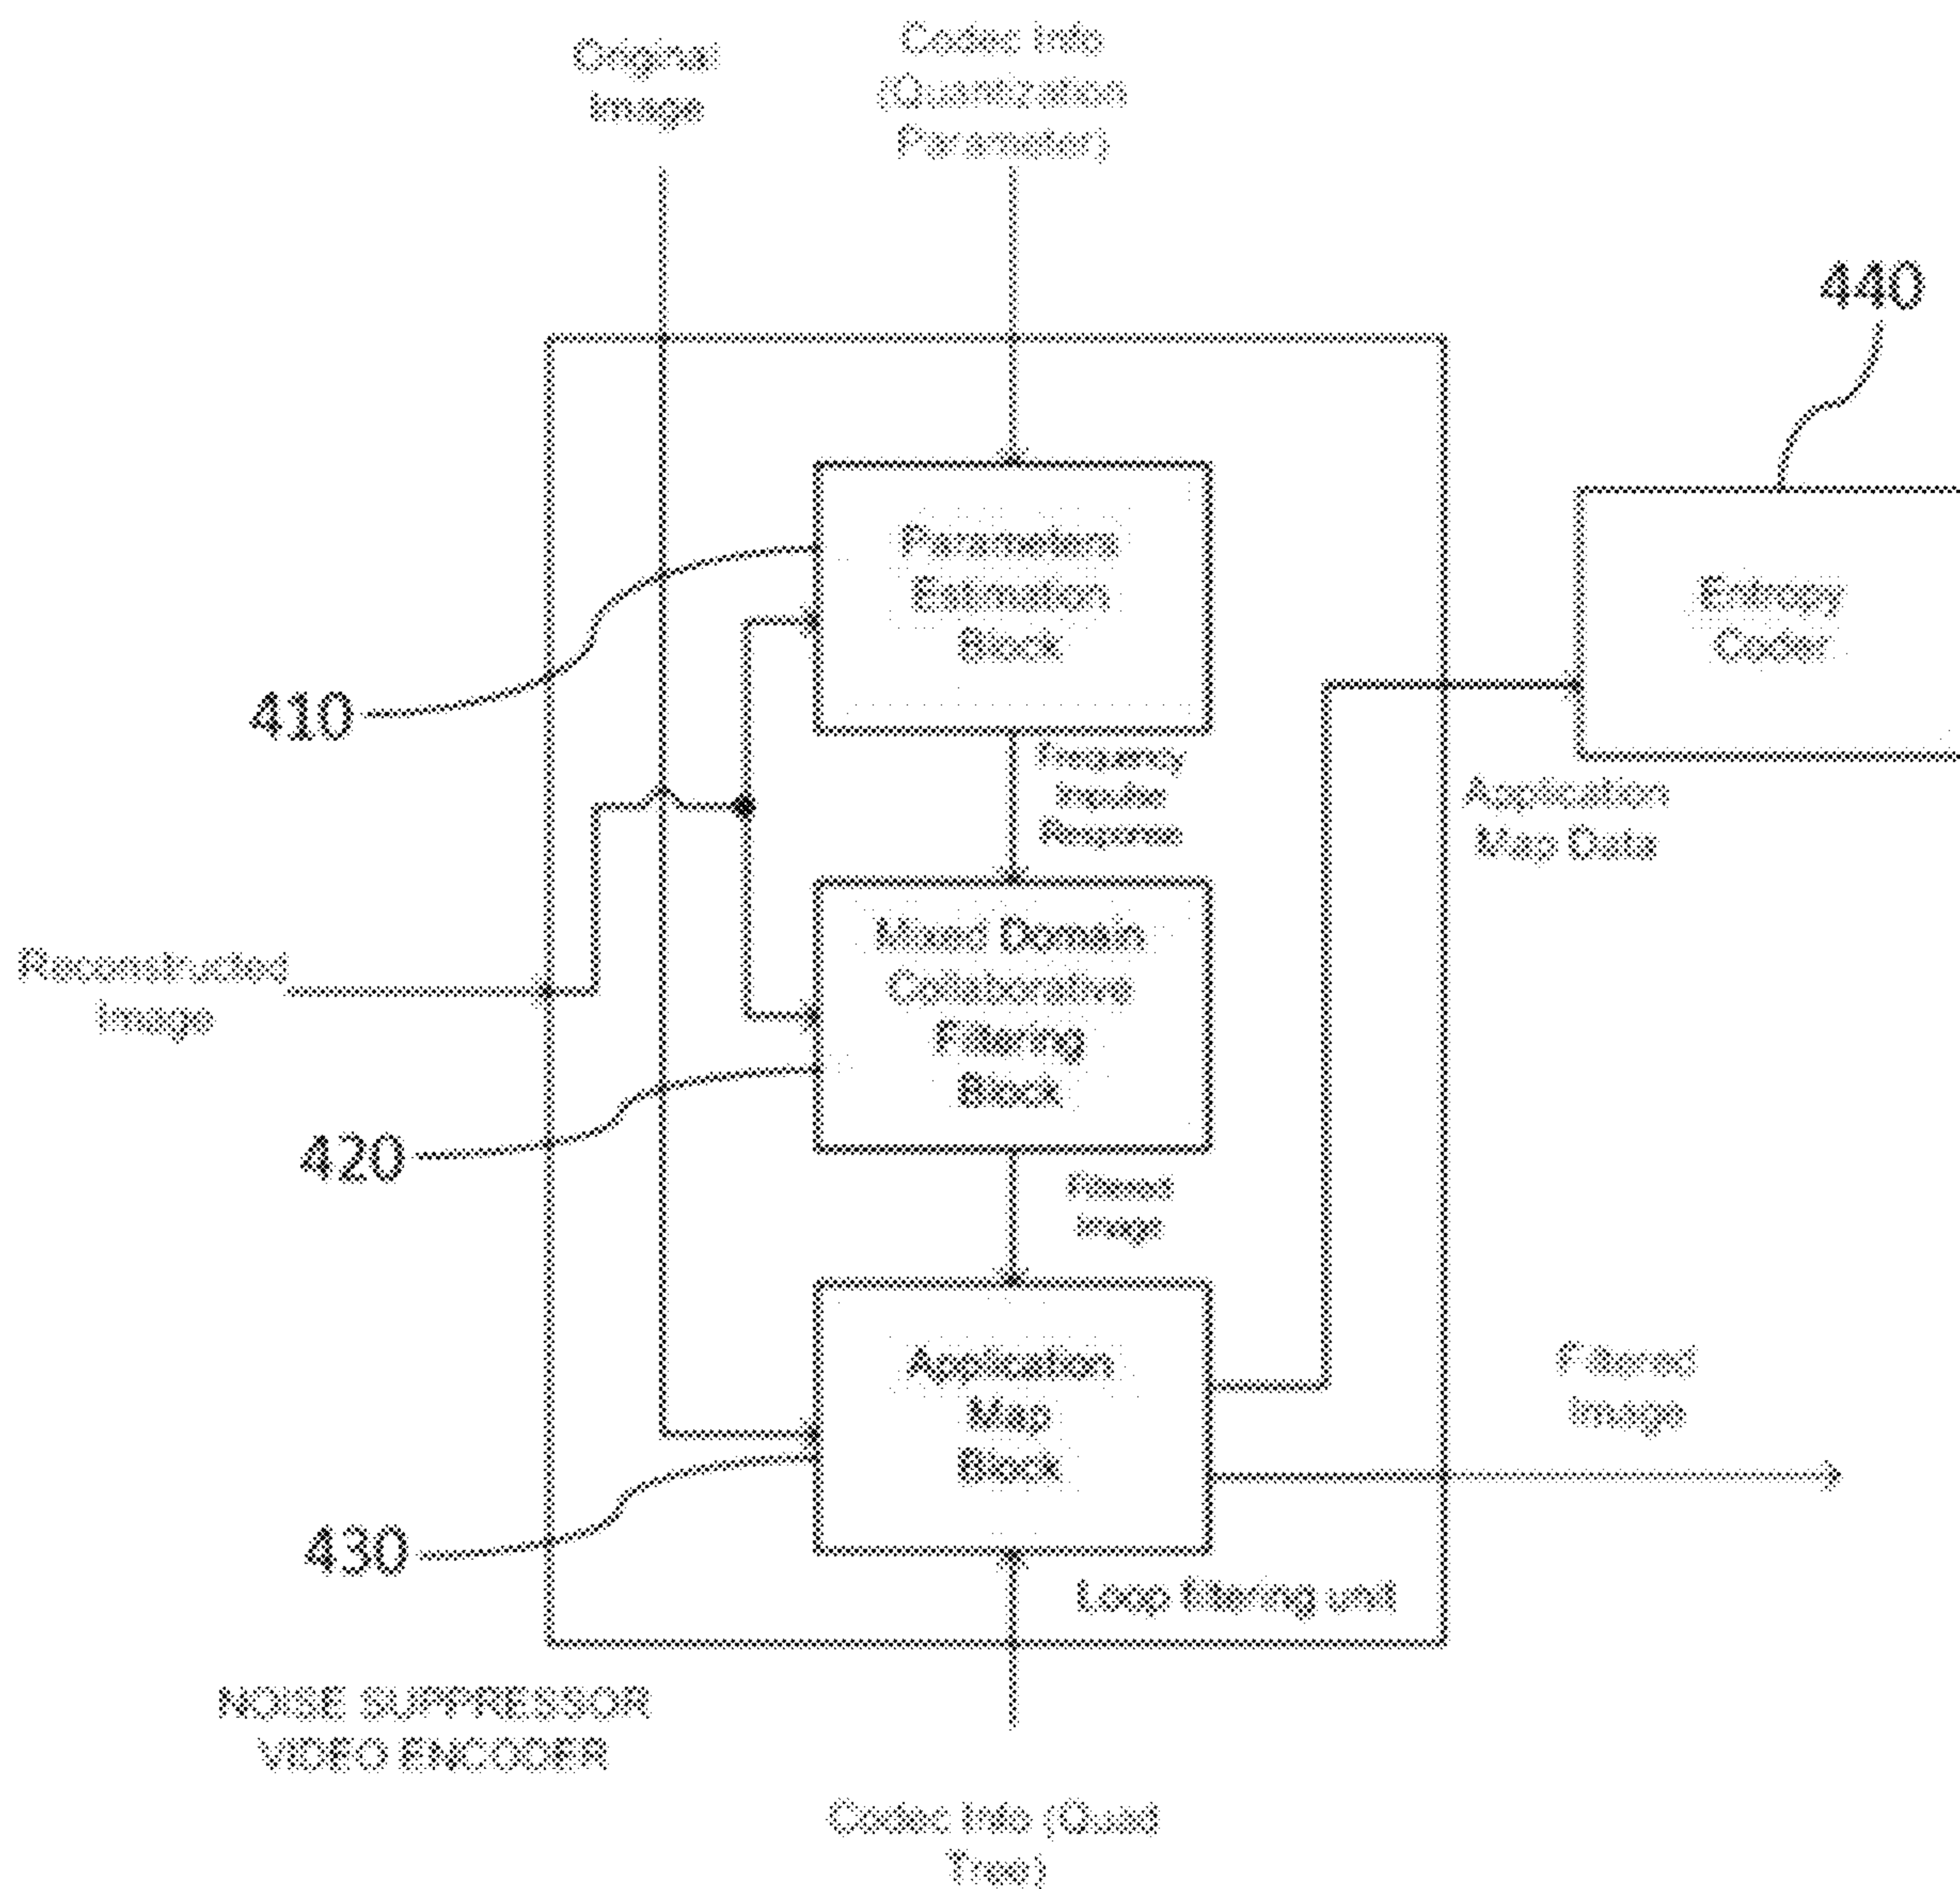 Original
Image
Codec Info
(Quantization
Parameter)
440
Parameters
Estimation
Block
Entropy
Coder
410
Frequency
Impulse
Response
Application
Map Data
Mixed Domain
Collaborative
Filtering
Block
Reconstructed
Image
420
Filtered
Image
Application
Map
Block
Filtered
Image
430
Loop filtering unit
NOISE SUPPRESSOR
VIDEO ENCODER
Codec Info (Quad
Tree)